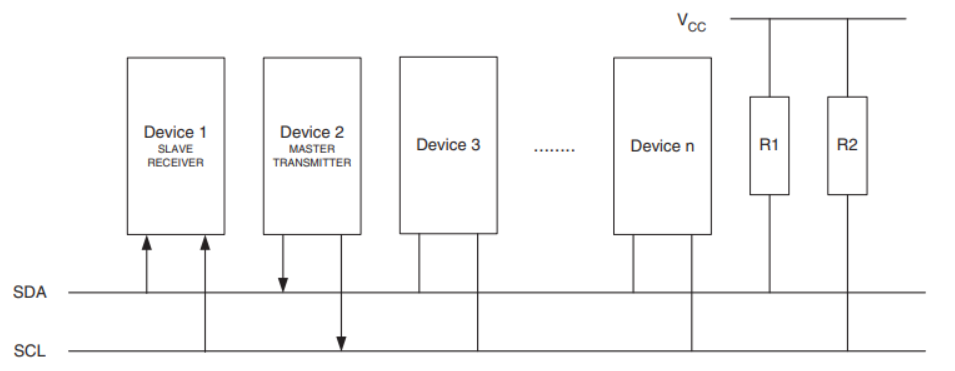 VCC
Device 1
SLAVE
RECEIVER
Device 2
MASTER
TRANSMITTER
Device 3
........
Device n
R1
R2
SDA
SCL